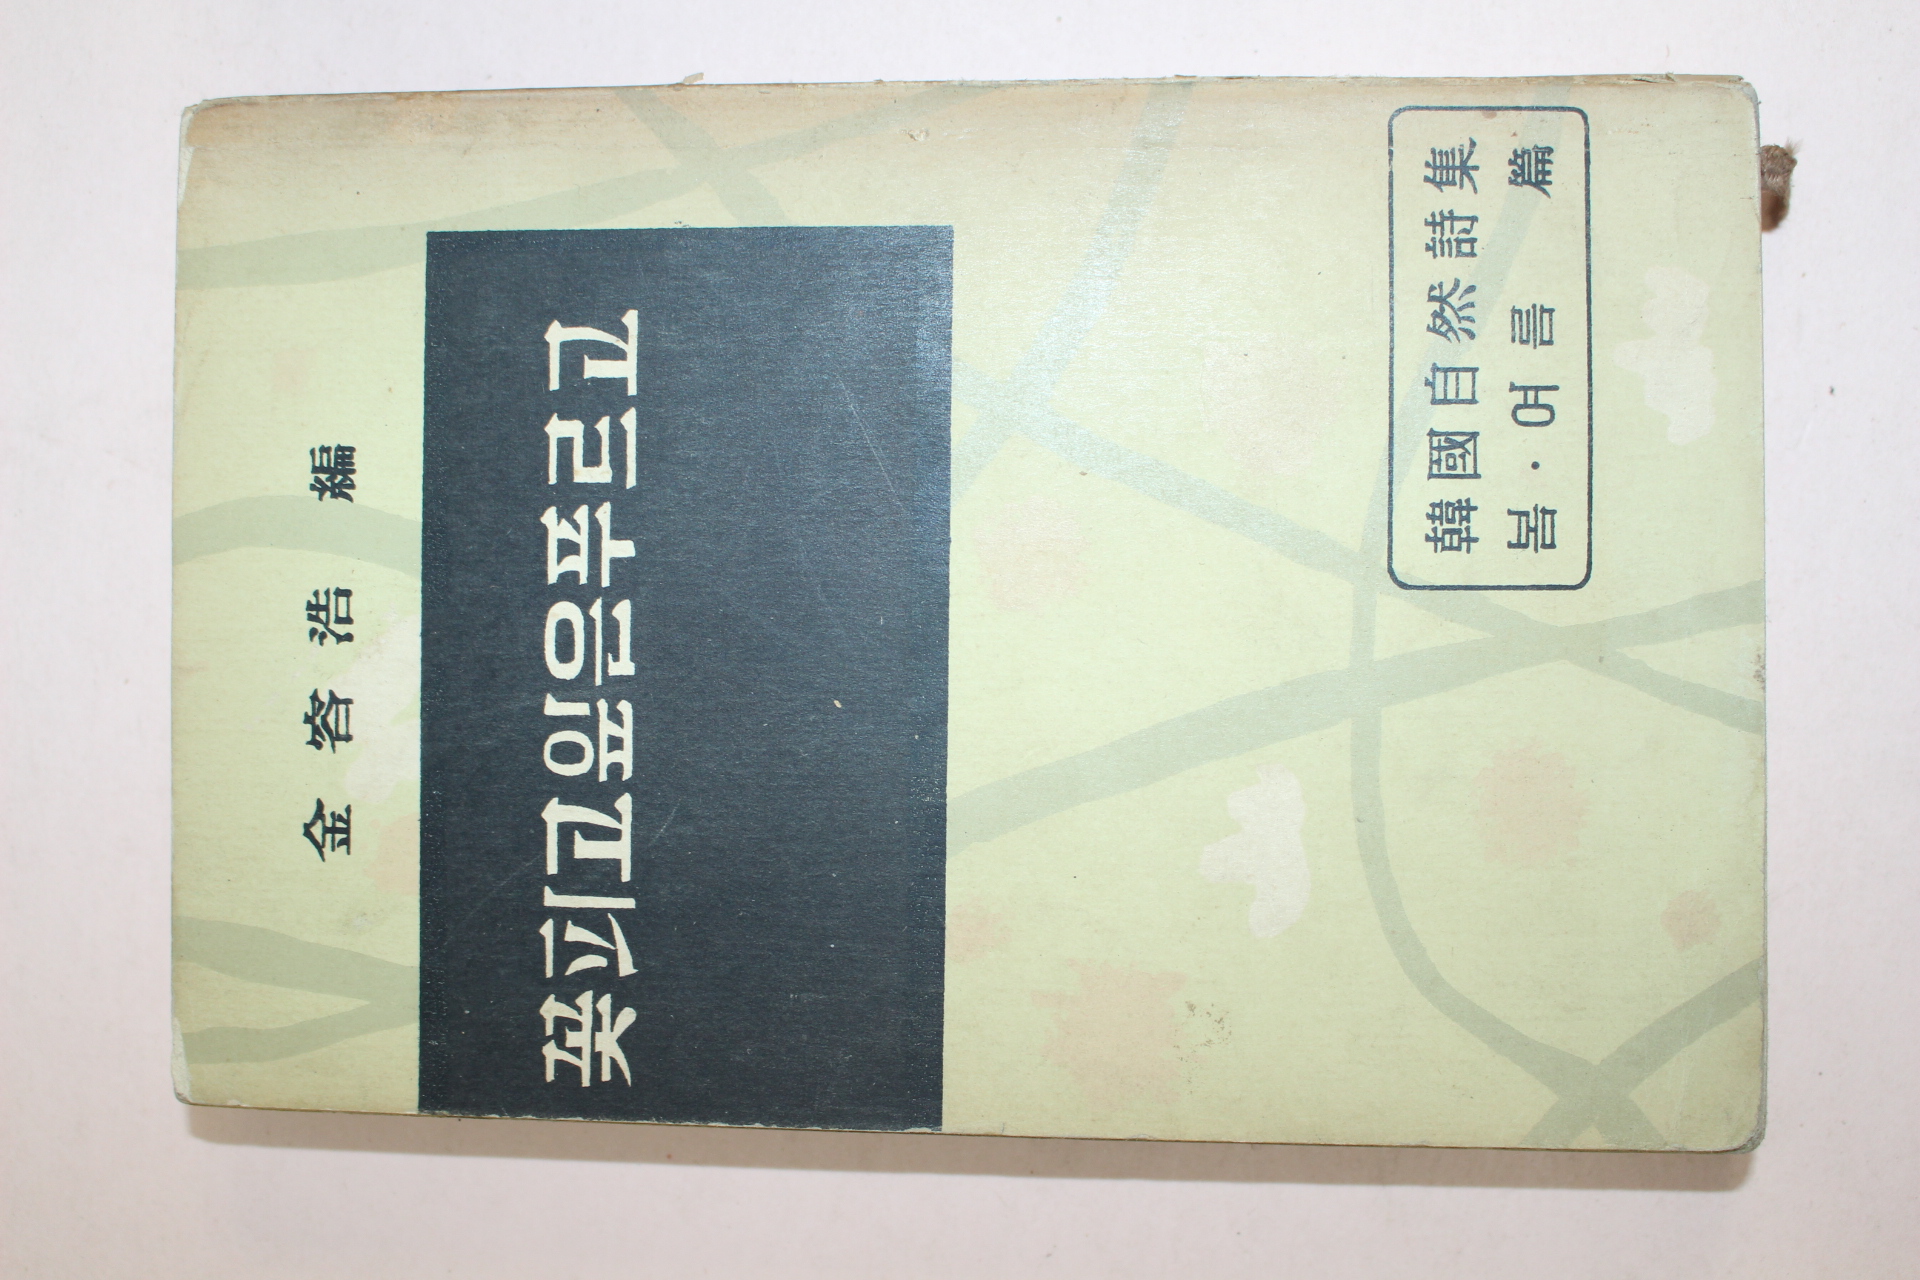 金容浩 編
꽃피고잎은푸르고
韓國自然詩集
봄·여름 篇